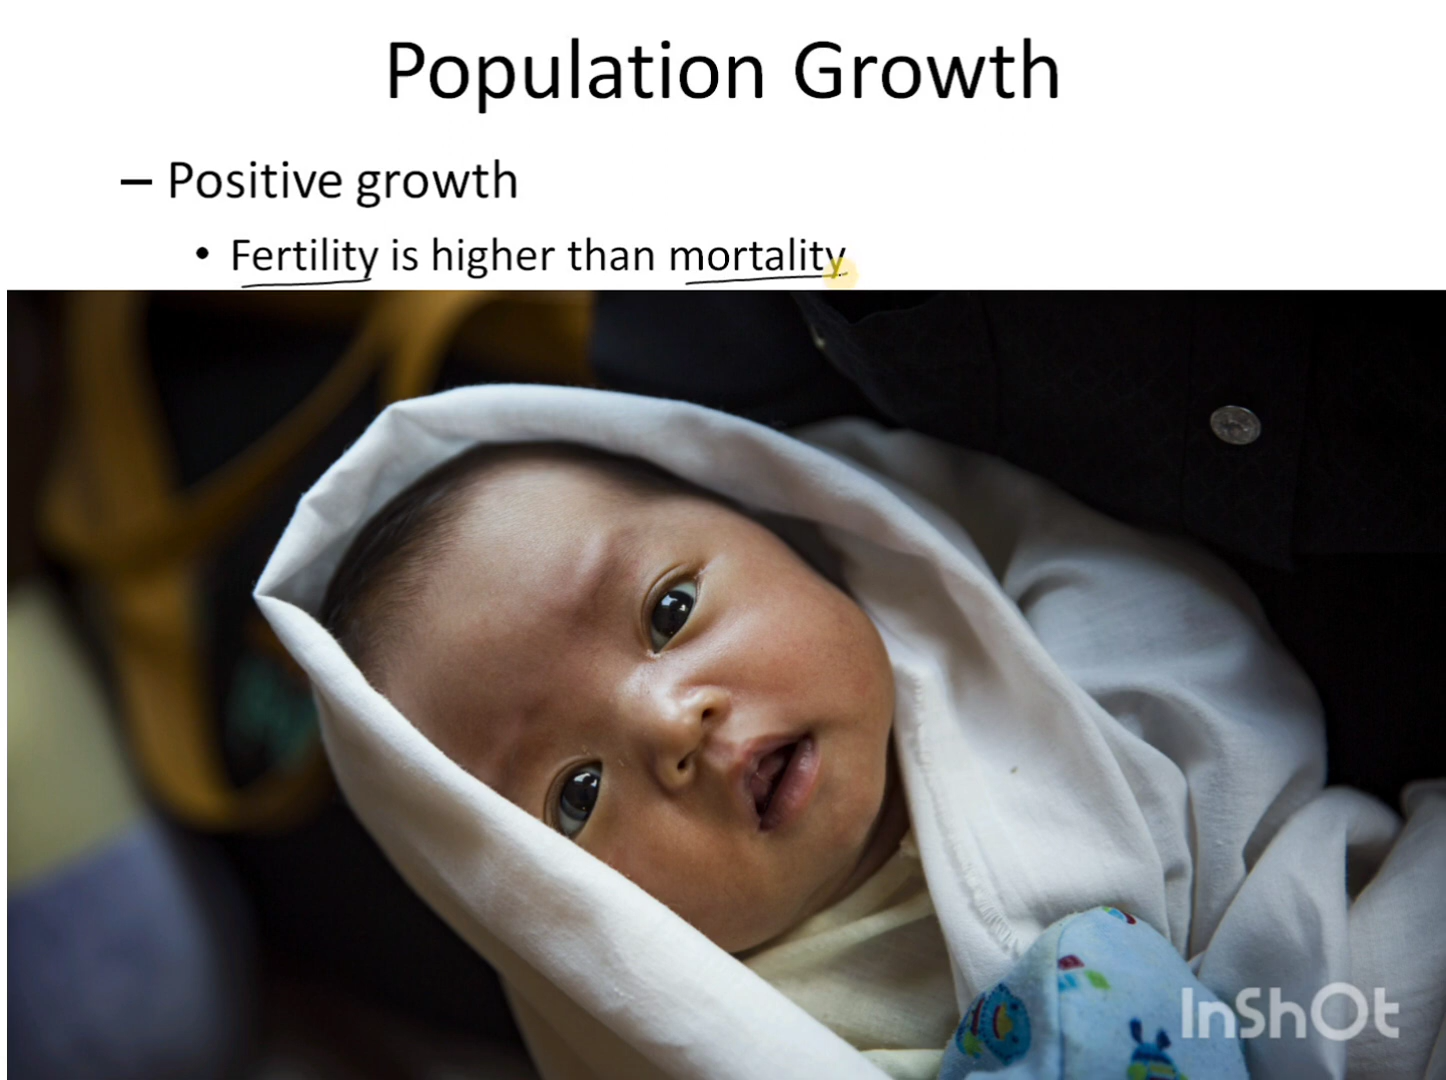 Population Growth
– Positive growth
• Fertility is higher than mortality
InShOt